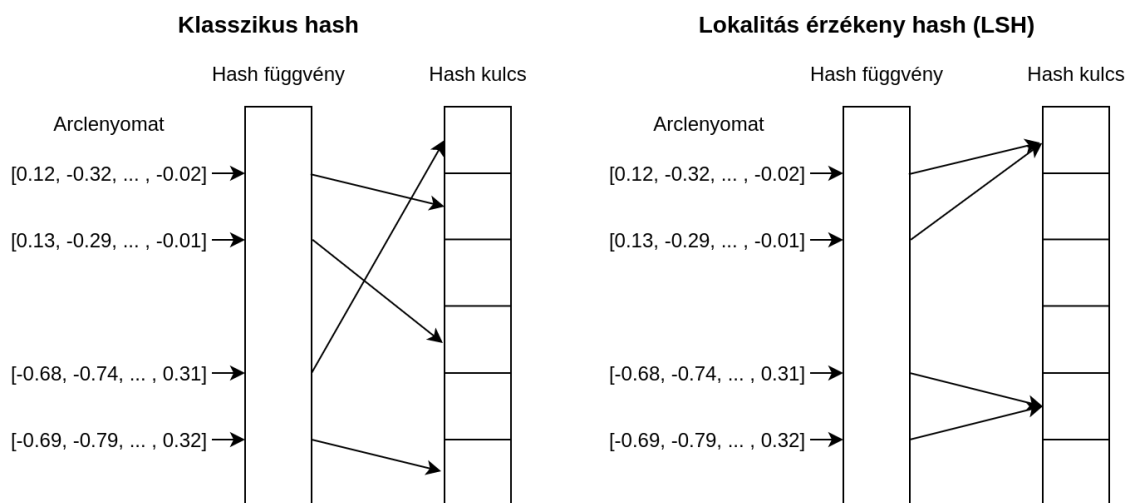 Klasszikus hash
Hash függvény
Hash kulcs
Arclenyomat
[0.12, -0.32, ... , -0.02]
[0.13, -0.29, ... , -0.01]
[-0.68, -0.74, ... , 0.31]
[-0.69, -0.79, ... , 0.32]
Lokalitás érzékeny hash (LSH)
Hash függvény
Hash kulcs
Arclenyomat
[0.12, -0.32, ... , -0.02]
[0.13, -0.29, ... , -0.01]
[-0.68, -0.74, ... , 0.31]
[-0.69, -0.79, ... , 0.32]